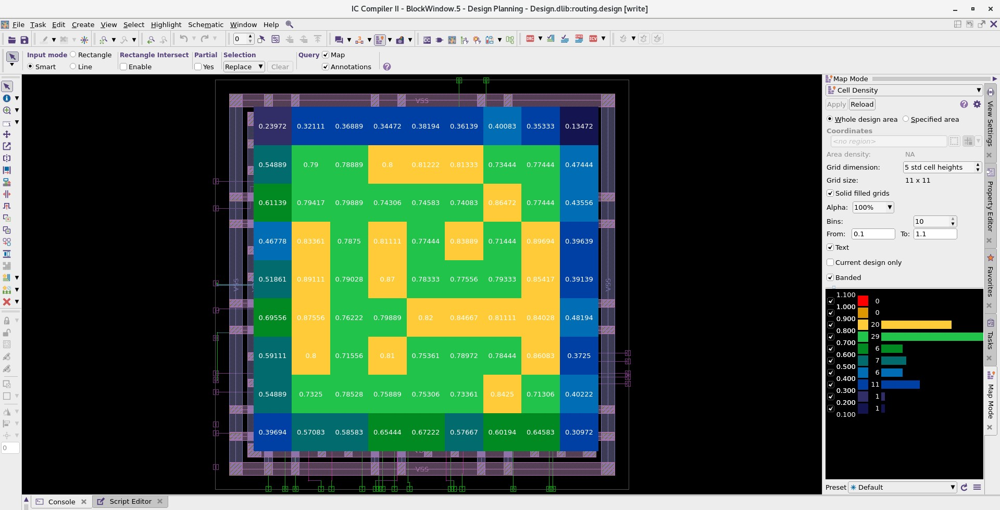 IC Compiler II - BlockWindow.5 - Design Planning - Design.dlib:routing.design [write]
File Task Edit Create View Select Highlight Schematic Window Help
0
DRC
ICV
Input mode Rectangle Rectangle Intersect Partial Selection Query Map
Smart Line Enable Yes Replace Clear Annotations
VSS
0.23972 0.32111 0.36889 0.34472 0.38194 0.36139 0.40083 0.35333 0.13472
0.54889 0.79 0.78889 0.8 0.81222 0.81333 0.73444 0.77444 0.47444
0.61139 0.79417 0.79889 0.74306 0.74583 0.74083 0.86472 0.77444 0.43556
0.46778 0.83361 0.7875 0.81111 0.77444 0.83889 0.71444 0.89694 0.39639
0.51861 0.89111 0.79028 0.87 0.78333 0.77556 0.79333 0.85417 0.39139
0.69556 0.87556 0.76222 0.79889 0.82 0.84667 0.81111 0.84028 0.48194
0.59111 0.8 0.71556 0.81 0.75361 0.78972 0.78444 0.86083 0.3725
0.54889 0.7325 0.78528 0.75889 0.75306 0.73361 0.8425 0.71306 0.40222
0.39694 0.57083 0.58583 0.65444 0.67222 0.57667 0.60194 0.64583 0.30972
VSS
0
Map Mode
Cell Density
Apply Reload
Whole design area Specified area
Coordinates
<no region>
Area density: NA
Grid dimension: 5 std cell heights
Grid size: 11 x 11
Solid filled grids
Alpha: 100%
Bins: 10
From: 0.1 To: 1.1
Text
Current design only
Banded
1.100
0
1.000
0
0.900
20
0.800
29
0.700
6
0.600
7
0.500
6
0.400
11
0.300
1
0.200
1
0.100
Preset Default
View Settings
Property Editor
Favorites
Tasks
Map Mode
Console Script Editor